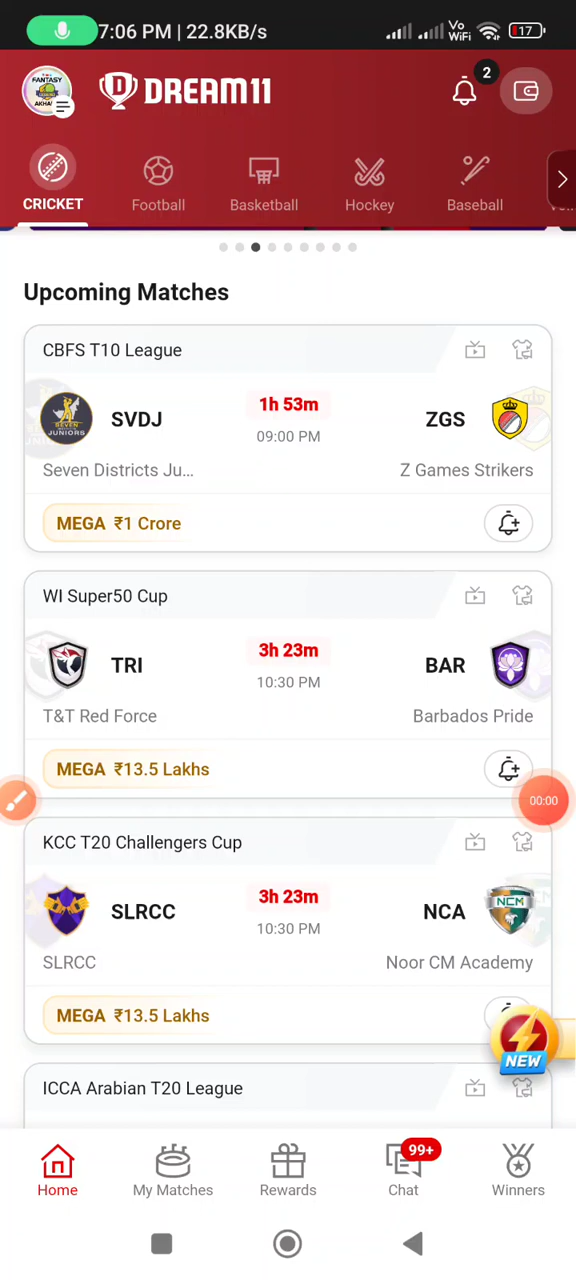 7:06 PM | 22.8KB/s
Vo WiFi
17
FANTASY
DREAM11
2
CRICKET
Football
Basketball
Hockey
Baseball
Upcoming Matches
CBFS T10 League
SVDJ
1h 53m
ZGS
09:00 PM
Seven Districts Ju...
Z Games Strikers
MEGA ₹1 Crore
WI Super50 Cup
TRI
3h 23m
BAR
10:30 PM
T&T Red Force
Barbados Pride
MEGA ₹13.5 Lakhs
00:00
KCC T20 Challengers Cup
SLRCC
3h 23m
NCA
NCM
10:30 PM
SLRCC
Noor CM Academy
MEGA ₹13.5 Lakhs
NEW
ICCA Arabian T20 League
99+
Home
My Matches
Rewards
Chat
Winners